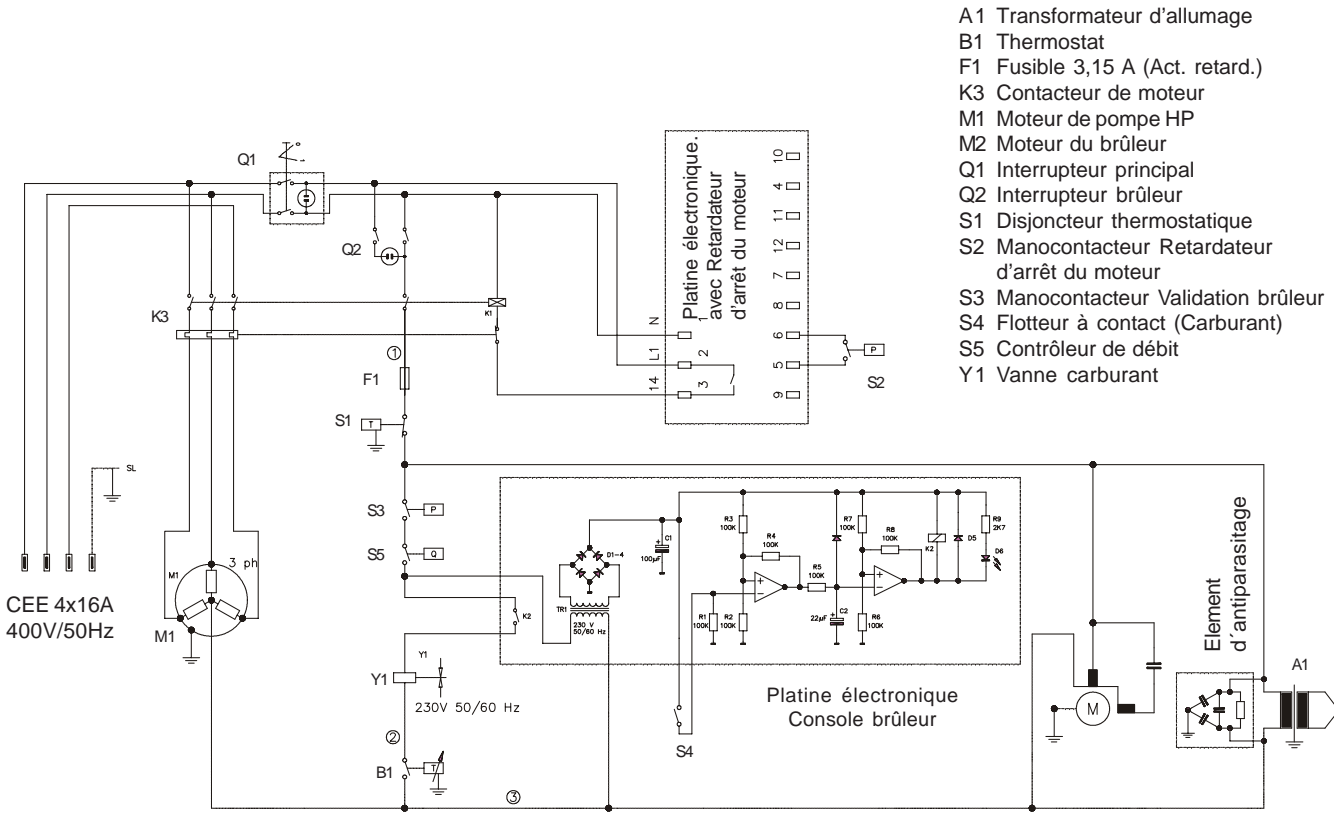 A1 Transformateur d'allumage
B1 Thermostat
F1 Fusible 3,15 A (Act. retard.)
K3 Contacteur de moteur
M1 Moteur de pompe HP
M2 Moteur du brûleur
Q1 Interrupteur principal
Q2 Interrupteur brûleur
S1 Disjoncteur thermostatique
S2 Manocontacteur Retardateur
d'arrêt du moteur
S3 Manocontacteur Validation brûleur
S4 Flotteur à contact (Carburant)
S5 Contrôleur de débit
Y1 Vanne carburant
Q1
0
1
Q2
K3
K1
Platine électronique.
avec Retardateur
d'arrêt du moteur
N
L1
14
1
2
3
10
4
11
12
7
8
6
5
9
P
S2
①
F1
S1
T
SL
S3
P
S5
Q
K2
Y1
Y1
230V 50/60 Hz
②
B1
T
③
CEE 4x16A
400V/50Hz
M1
3 ph
M1
D1-4
TR1
230 V
50/60 Hz
C1
100µF
R3
100K
R4
100K
R1
100K
R2
100K
R5
100K
R7
100K
R8
100K
C2
22µF
R6
100K
K2
D5
R9
2K7
D6
+
−
+
−
+
+
S4
Platine électronique
Console brûleur
M
Element
d´antiparasitage
A1